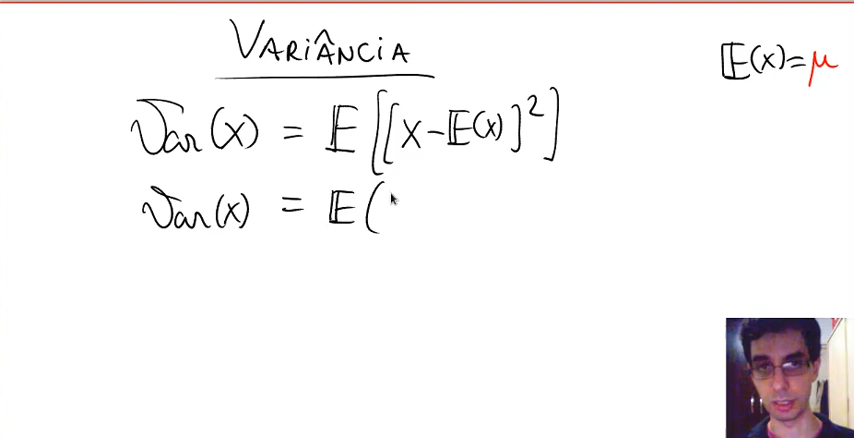 VARiÂNCiA
𝔼(x)=μ
Var(x) = 𝔼[[x-𝔼(x)]²]
Var(x) = 𝔼(